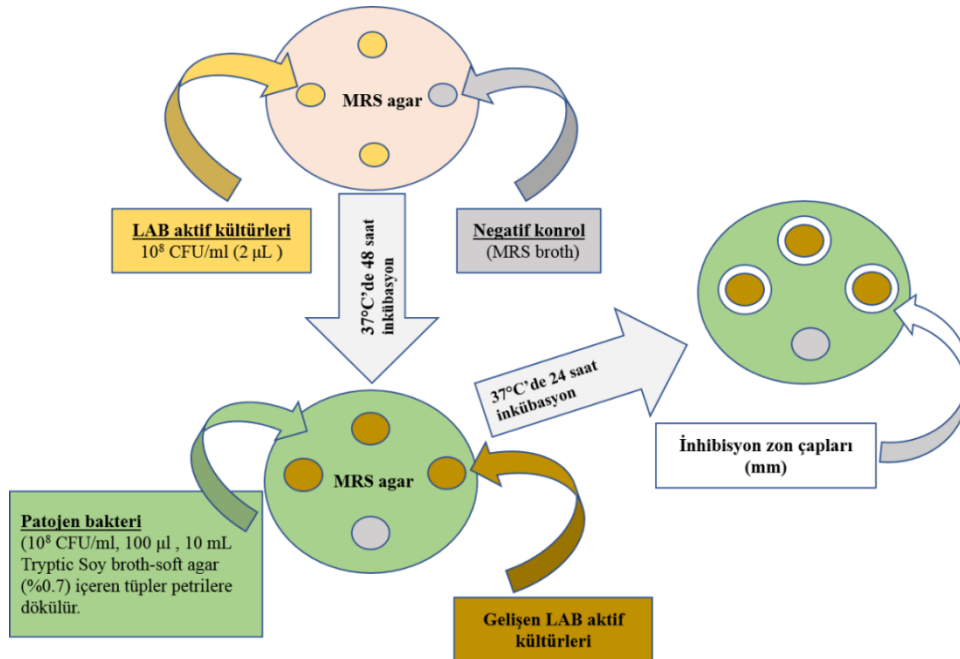 MRS agar
LAB aktif kültürleri
10⁸ CFU/ml (2 µL )
Negatif konrol
(MRS broth)
37°C’de 48 saat
inkübasyon
37°C’de 24 saat
inkübasyon
İnhibisyon zon çapları
(mm)
MRS agar
Patojen bakteri
(10⁸ CFU/ml, 100 µl , 10 mL
Tryptic Soy broth-soft agar
(%0.7) içeren tüpler petrilere
dökülür.
Gelişen LAB aktif
kültürleri